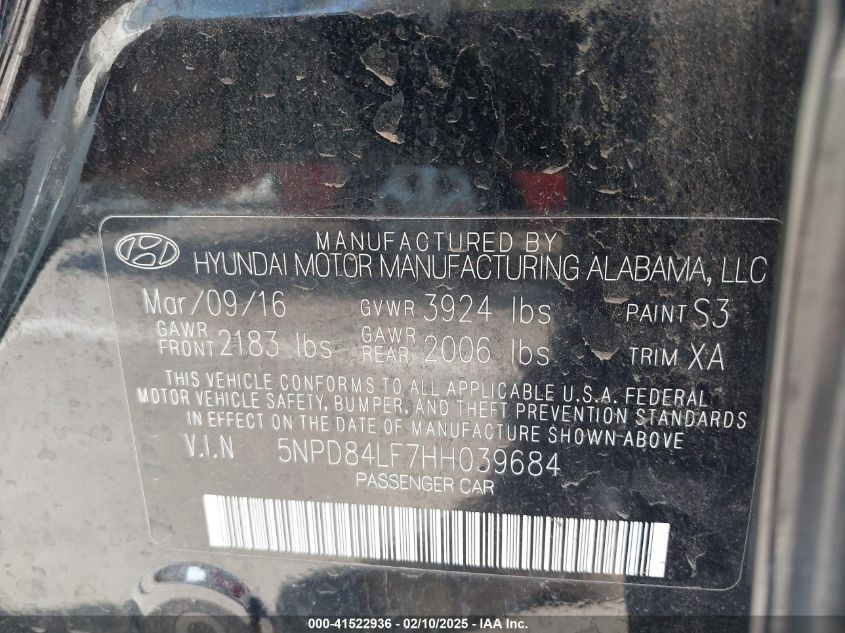 MANUFACTURED BY
HYUNDAI MOTOR MANUFACTURING ALABAMA, LLC
Mar/09/16 GVWR 3924 lbs PAINT S3
GAWR FRONT 2183 lbs GAWR REAR 2006 lbs TRIM XA
THIS VEHICLE CONFORMS TO ALL APPLICABLE U.S.A. FEDERAL
MOTOR VEHICLE SAFETY, BUMPER, AND THEFT PREVENTION STANDARDS
IN EFFECT ON THE DATE OF MANUFACTURE SHOWN ABOVE
V.I.N 5NPD84LF7HH039684
PASSENGER CAR
000-41522936 - 02/10/2025 - IAA Inc.